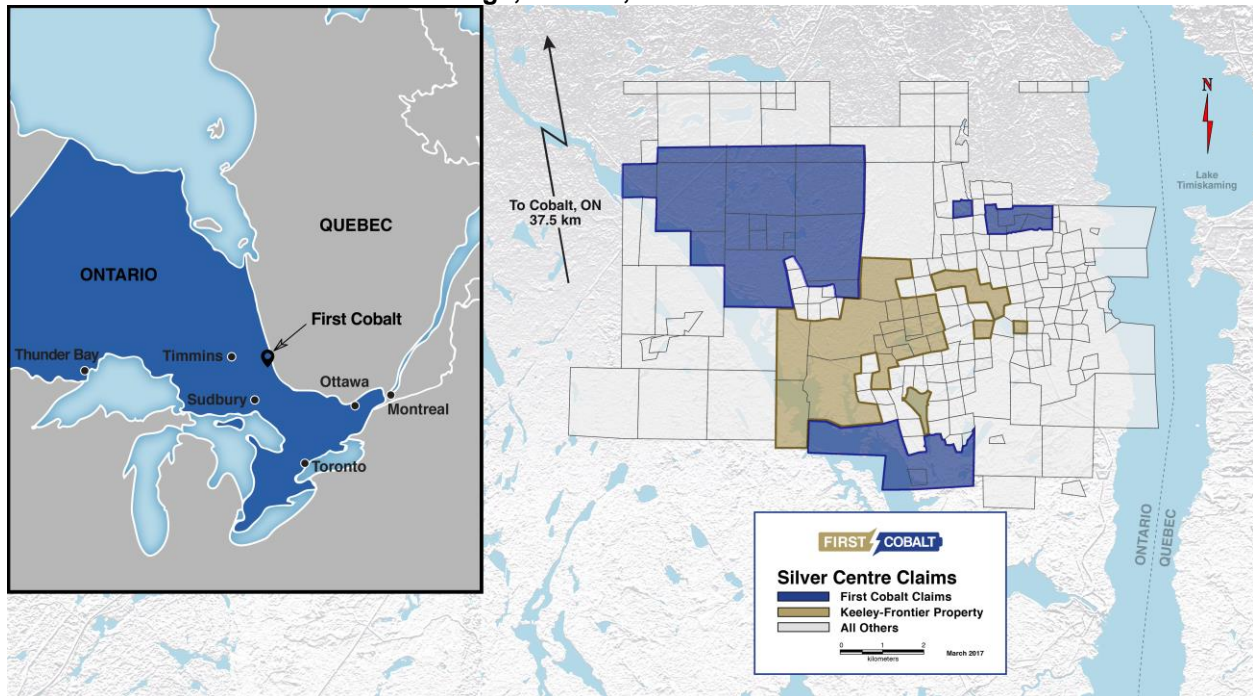 QUEBEC
ONTARIO
First Cobalt
Thunder Bay
Timmins
Ottawa
Sudbury
Montreal
Toronto
To Cobalt, ON
37.5 km
N
Lake
Timiskaming
ONTARIO
QUEBEC
FIRST COBALT
Silver Centre Claims
First Cobalt Claims
Keeley-Frontier Property
All Others
0 1 2
kilometers
March 2017